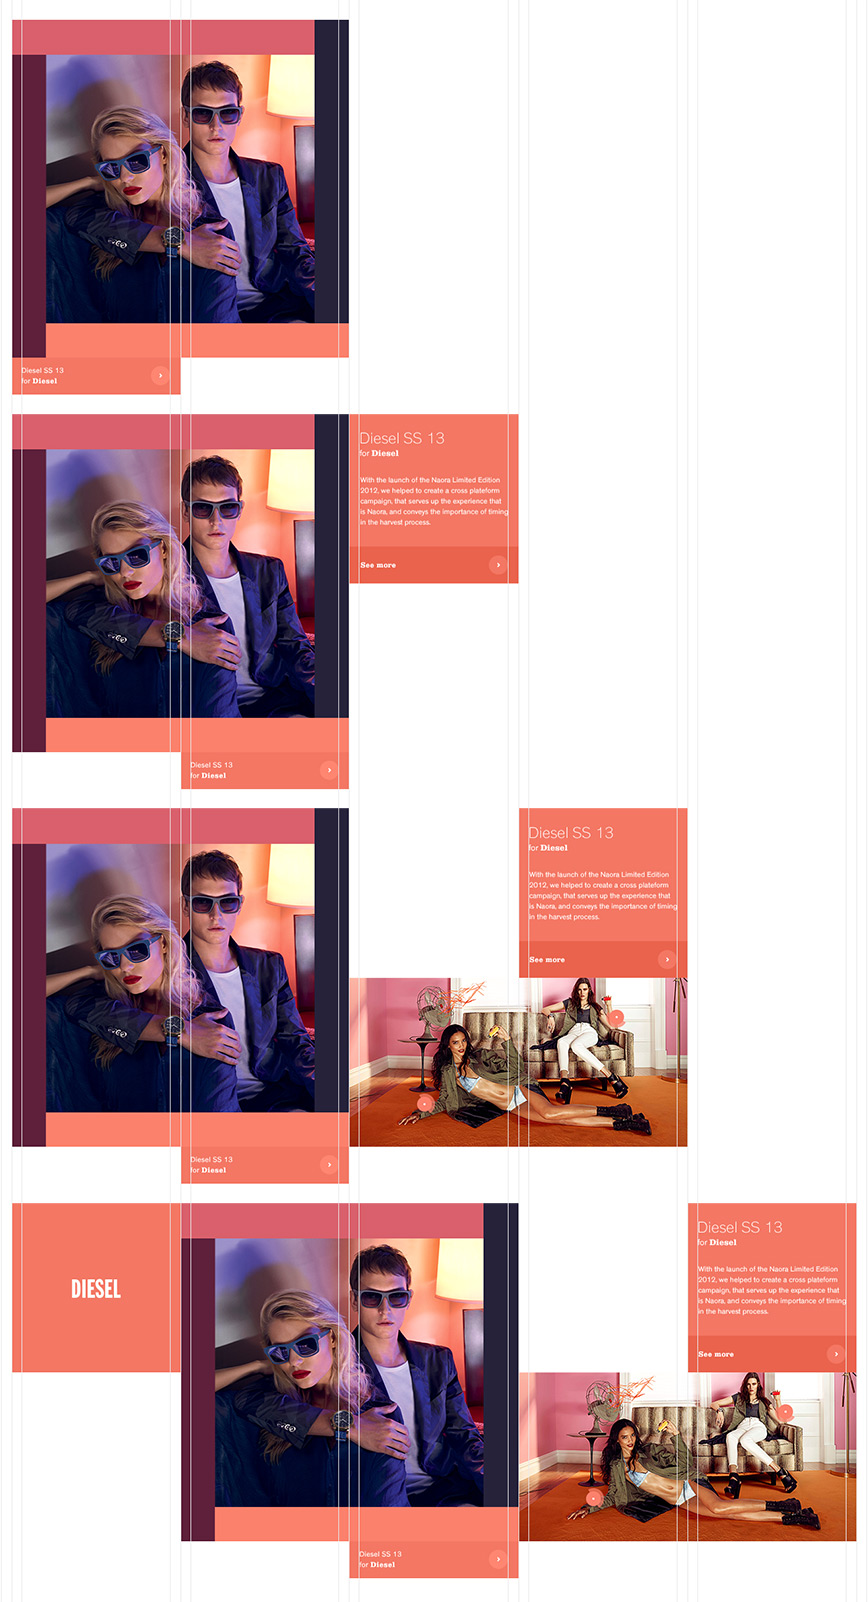 Diesel SS 13
for Diesel
Diesel SS 13
for Diesel
With the launch of the Naora Limited Edition
2012, we helped to create a cross plateform
campaign, that serves up the experience that
is Naora, and conveys the importance of timing
in the harvest process.
See more
Diesel SS 13
for Diesel
Diesel SS 13
for Diesel
With the launch of the Naora Limited Edition
2012, we helped to create a cross plateform
campaign, that serves up the experience that
is Naora, and conveys the importance of timing
in the harvest process.
See more
Diesel SS 13
for Diesel
DIESEL
Diesel SS 13
for Diesel
With the launch of the Naora Limited Edition
2012, we helped to create a cross plateform
campaign, that serves up the experience that
is Naora, and conveys the importance of timing
in the harvest process.
See more
Diesel SS 13
for Diesel